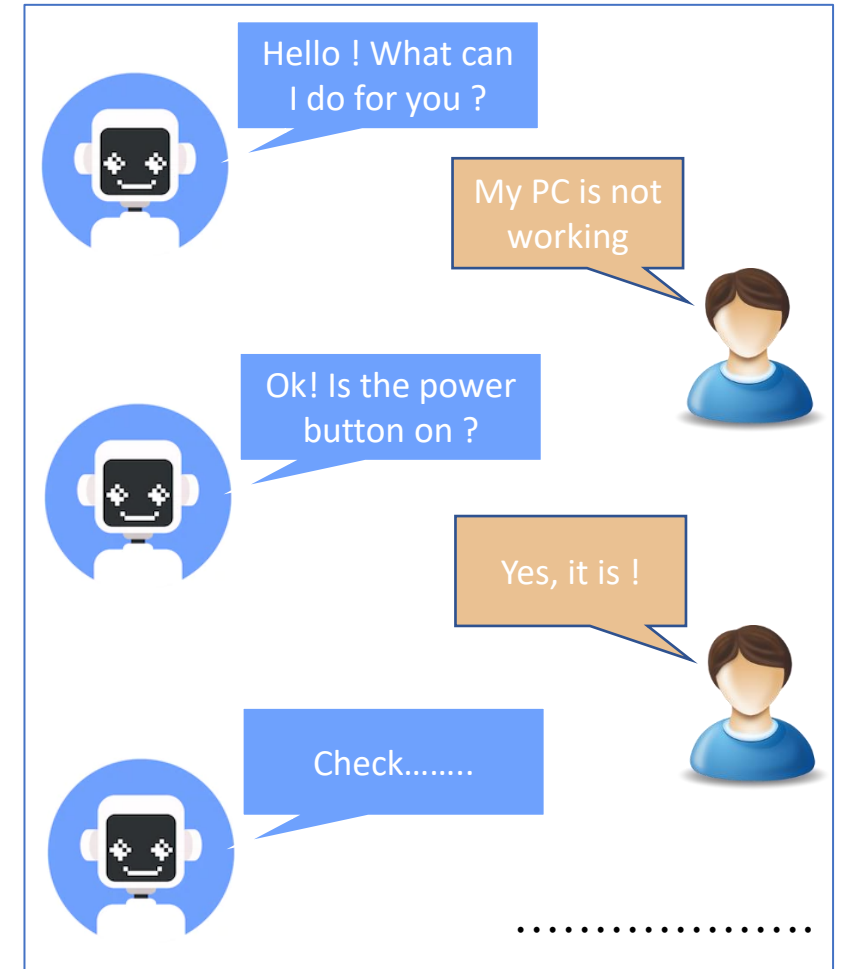 Hello ! What can
I do for you ?
My PC is not
working
Ok! Is the power
button on ?
Yes, it is !
Check........
...................